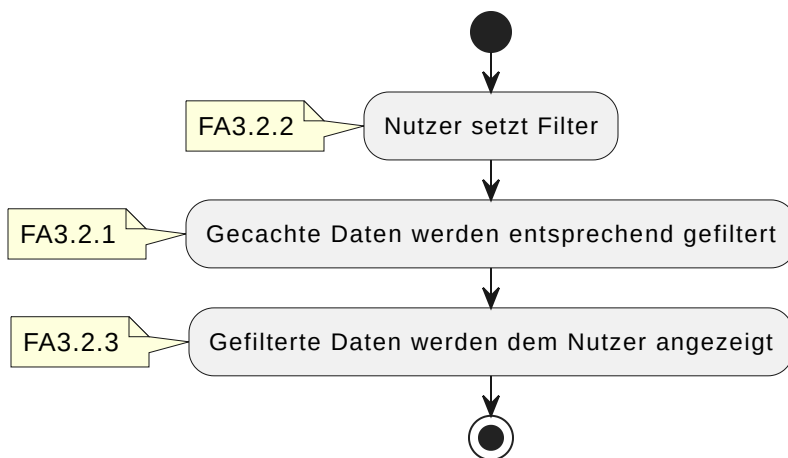 FA3.2.2
Nutzer setzt Filter
FA3.2.1
Gecachte Daten werden entsprechend gefiltert
FA3.2.3
Gefilterte Daten werden dem Nutzer angezeigt